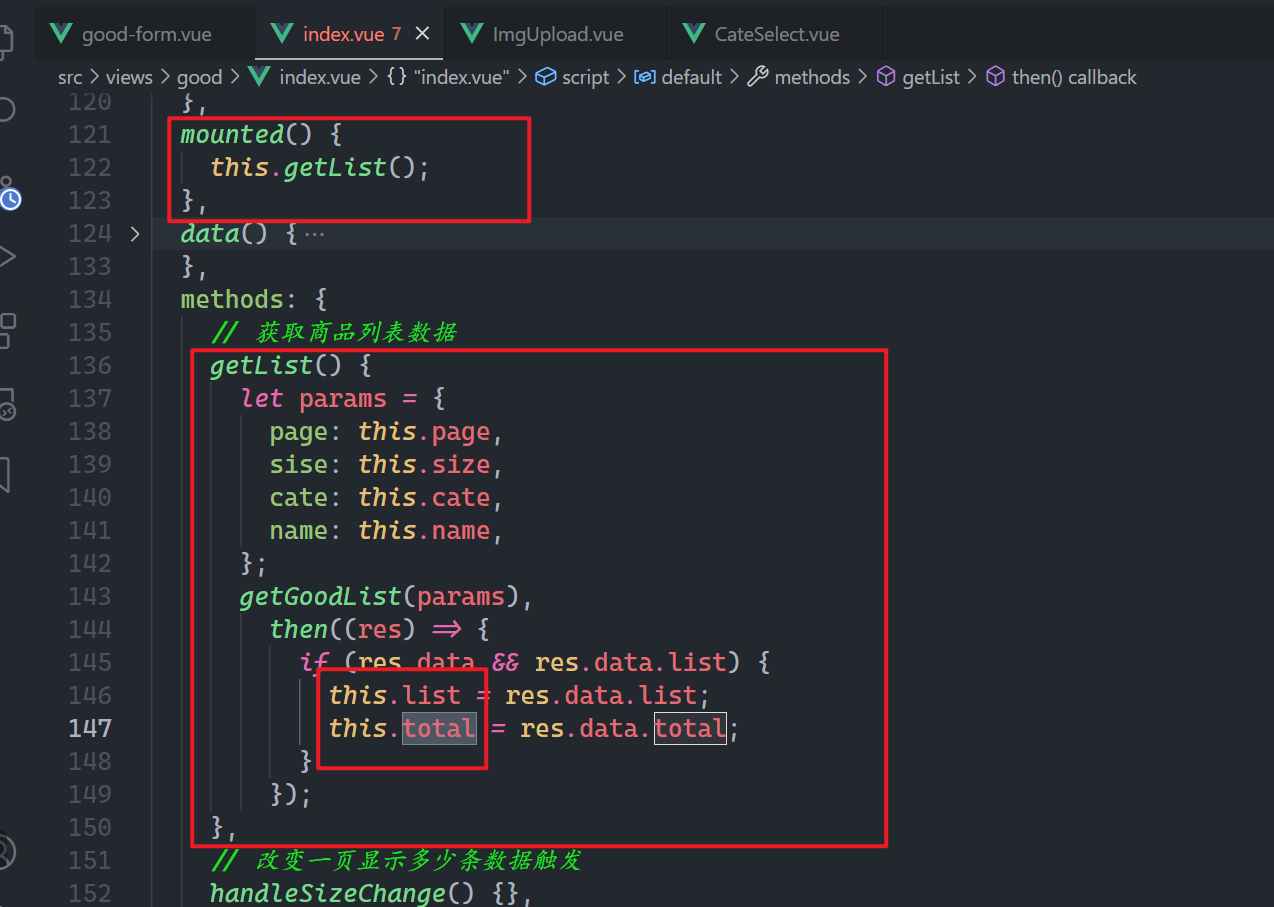 good-form.vue index.vue 7 × ImgUpload.vue CateSelect.vue
src > views > good > index.vue > {} "index.vue" > script > default > methods > getList > then() callback
120 },
121 mounted() {
122 this.getList();
123 },
124 data() { ···
133 },
134 methods: {
135 // 获取商品列表数据
136 getList() {
137 let params = {
138 page: this.page,
139 sise: this.size,
140 cate: this.cate,
141 name: this.name,
142 };
143 getGoodList(params),
144 then((res) => {
145 if (res.data && res.data.list) {
146 this.list = res.data.list;
147 this.total = res.data.total;
148 }
149 });
150 },
151 // 改变一页显示多少条数据触发
152 handleSizeChange() {},